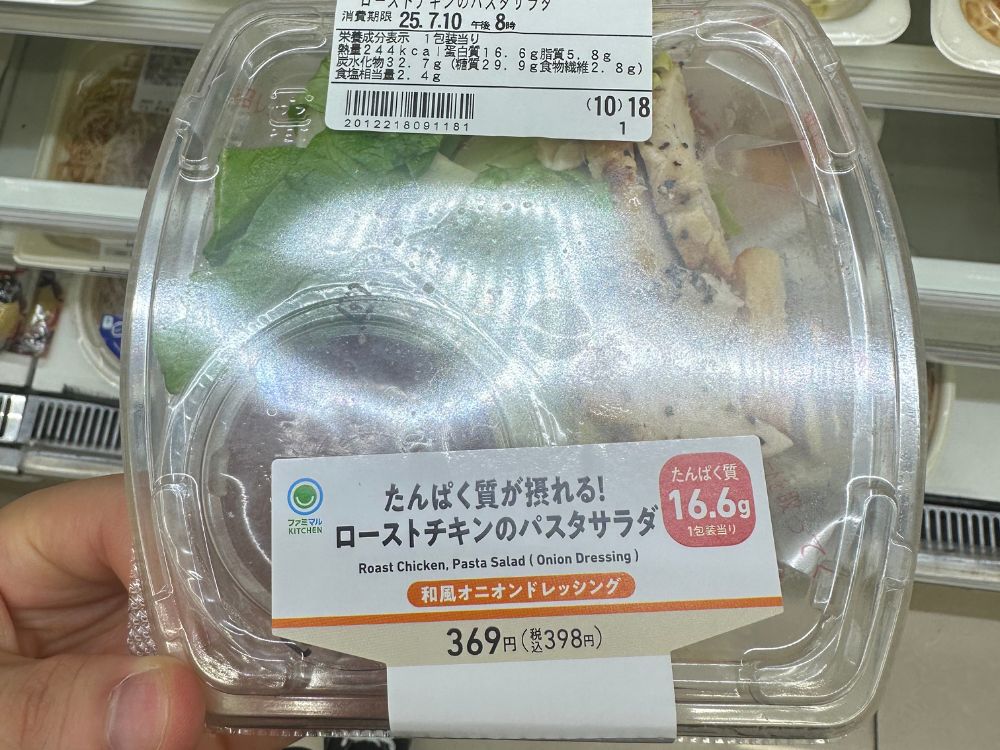 ローストチキンのパスタサラダ
消費期限 25.7.10 午後 8時
栄養成分表示 1包装当り
熱量244kcal蛋白質16.6g脂質5.8g
炭水化物32.7g(糖質29.9g食物繊維2.8g)
食塩相当量2.4g
2012218091181
(10)18
1
ファミマル
KITCHEN
たんぱく質が摂れる!
ローストチキンのパスタサラダ
たんぱく質
16.6g
1包装当り
Roast Chicken, Pasta Salad ( Onion Dressing )
和風オニオンドレッシング
369円(税込398円)